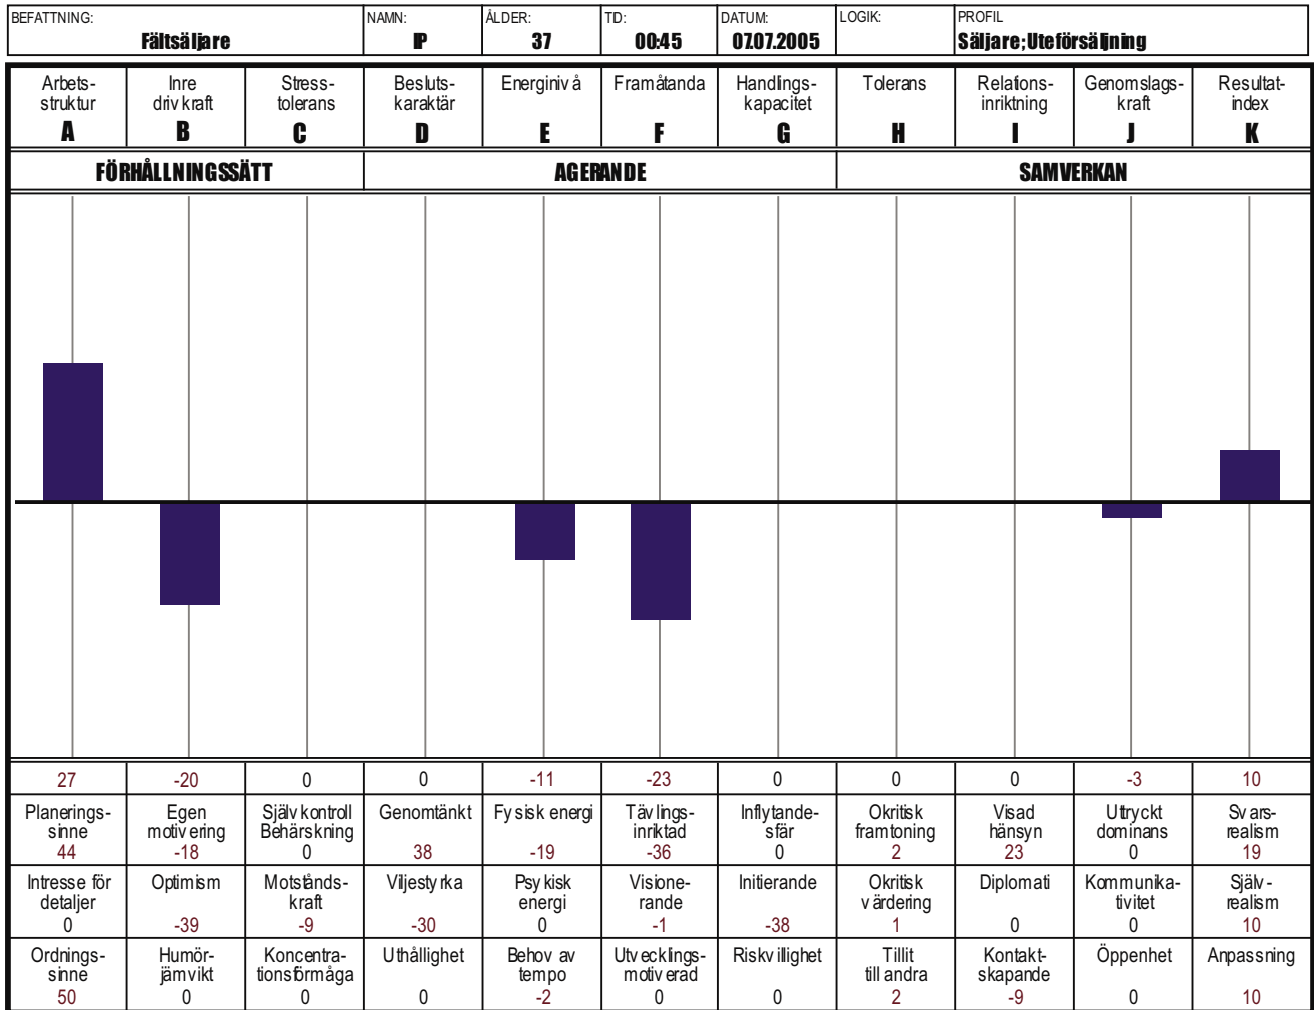 BEFATTNING: NAMN: ÅLDER: TID: DATUM: LOGIK: PROFIL
Fältsäljare IP 37 00:45 07.07.2005 Säljare; Uteförsäljning
Arbets- Inre Stress- Besluts- Energinivå Framåtanda Handlings- Tolerans Relations- Genomslags- Resultat-
struktur drivkraft tolerans karaktär kapacitet inriktning kraft index
A B C D E F G H I J K
FÖRHÅLLNINGSSÄTT AGERANDE SAMVERKAN
27 -20 0 0 -11 -23 0 0 0 -3 10
Planerings- Egen Självkontroll Genomtänkt Fysisk energi Tävlings- Inflytande- Okritisk Visad Uttryckt Svars-
sinne motivering Behärskning inriktad sfär framtoning hänsyn dominans realism
44 -18 0 38 -19 -36 0 2 23 0 19
Intresse för Optimism Motstånds- Viljestyrka Psykisk Visione- Initierande Okritisk Diplomati Kommunika- Själv-
detaljer kraft energi rande värdering tivitet realism
0 -39 -9 -30 0 -1 -38 1 0 0 10
Ordnings- Humör- Koncentra- Uthållighet Behov av Utvecklings- Riskvillighet Tillit Kontakt- Öppenhet Anpassning
sinne jämvikt tionsförmåga tempo motiverad till andra skapande
50 0 0 0 -2 0 0 2 -9 0 10